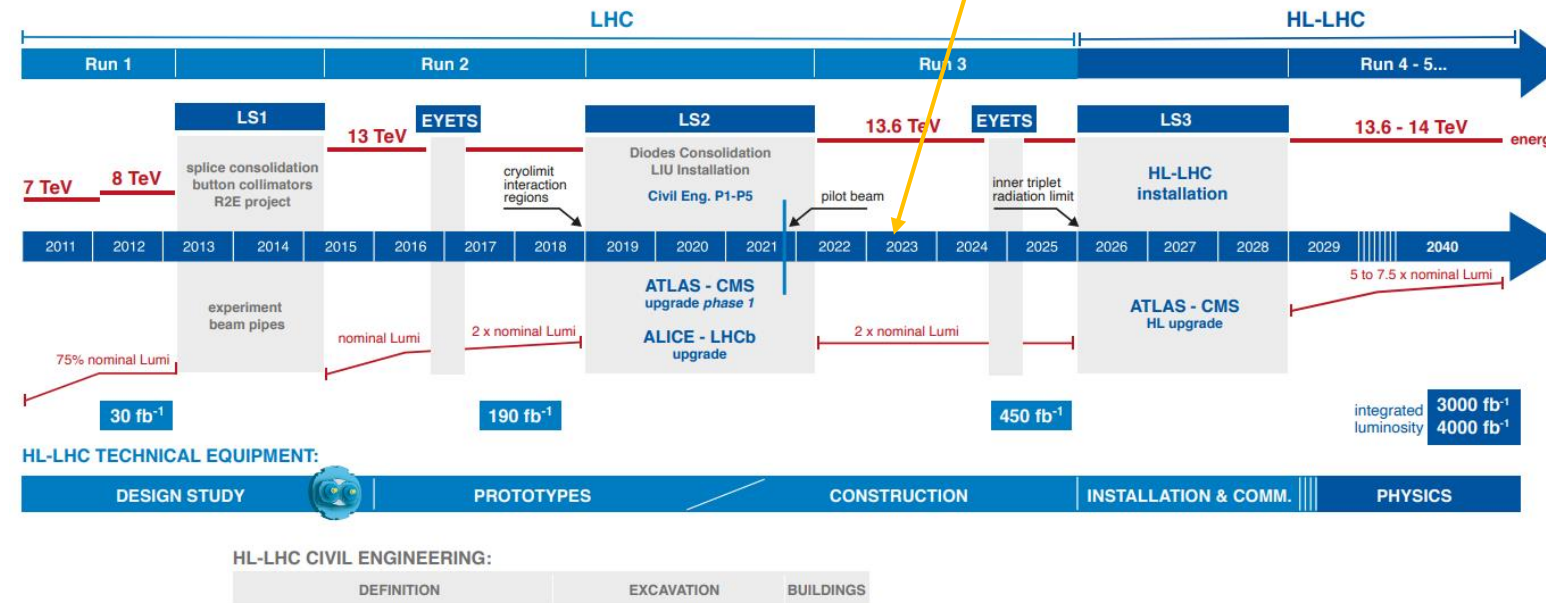 LHC
HL-LHC
Run 1
Run 2
Run 3
Run 4 - 5...
LS1
EYETS
LS2
EYETS
LS3
13 TeV
13.6 TeV
13.6 - 14 TeV
energ
7 TeV
8 TeV
splice consolidation
button collimators
R2E project
cryolimit
interaction
regions
Diodes Consolidation
LIU Installation
Civil Eng. P1-P5
pilot beam
inner triplet
radiation limit
HL-LHC
installation
2011 2012 2013 2014 2015 2016 2017 2018 2019 2020 2021 2022 2023 2024 2025 2026 2027 2028 2029 2040
experiment
beam pipes
ATLAS - CMS
upgrade phase 1
ALICE - LHCb
upgrade
ATLAS - CMS
HL upgrade
5 to 7.5 x nominal Lumi
75% nominal Lumi
nominal Lumi
2 x nominal Lumi
2 x nominal Lumi
30 fb⁻¹
190 fb⁻¹
450 fb⁻¹
integrated
luminosity
3000 fb⁻¹
4000 fb⁻¹
HL-LHC TECHNICAL EQUIPMENT:
DESIGN STUDY
PROTOTYPES
CONSTRUCTION
INSTALLATION & COMM.
PHYSICS
HL-LHC CIVIL ENGINEERING:
DEFINITION
EXCAVATION
BUILDINGS